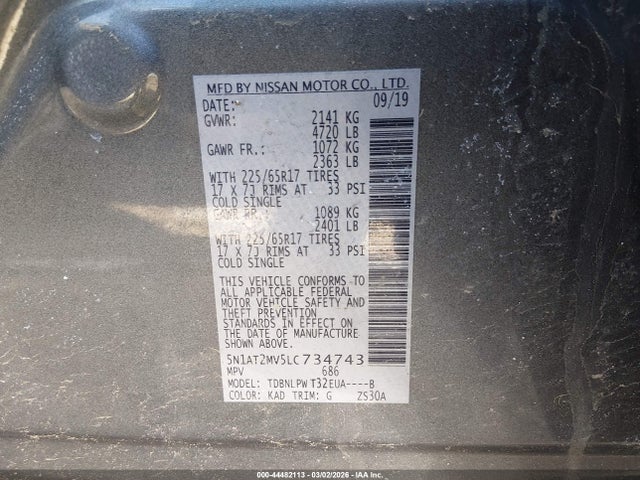 MFD BY NISSAN MOTOR CO., LTD.
DATE: 09/19
GVWR: 2141 KG
4720 LB
GAWR FR.: 1072 KG
2363 LB
WITH 225/65R17 TIRES
17 X 7J RIMS AT 33 PSI
COLD SINGLE
GAWR RR.: 1089 KG
2401 LB
WITH 225/65R17 TIRES
17 X 7J RIMS AT 33 PSI
COLD SINGLE
THIS VEHICLE CONFORMS TO
ALL APPLICABLE FEDERAL
MOTOR VEHICLE SAFETY AND
THEFT PREVENTION
STANDARDS IN EFFECT ON
THE DATE OF MANUFACTURE
SHOWN ABOVE.
5N1AT2MV5LC734743
MPV 686
MODEL: TDBNLPW T32EUA----B
COLOR: KAD TRIM: G ZS30A
000-44482113 - 03/02/2026 - IAA Inc.